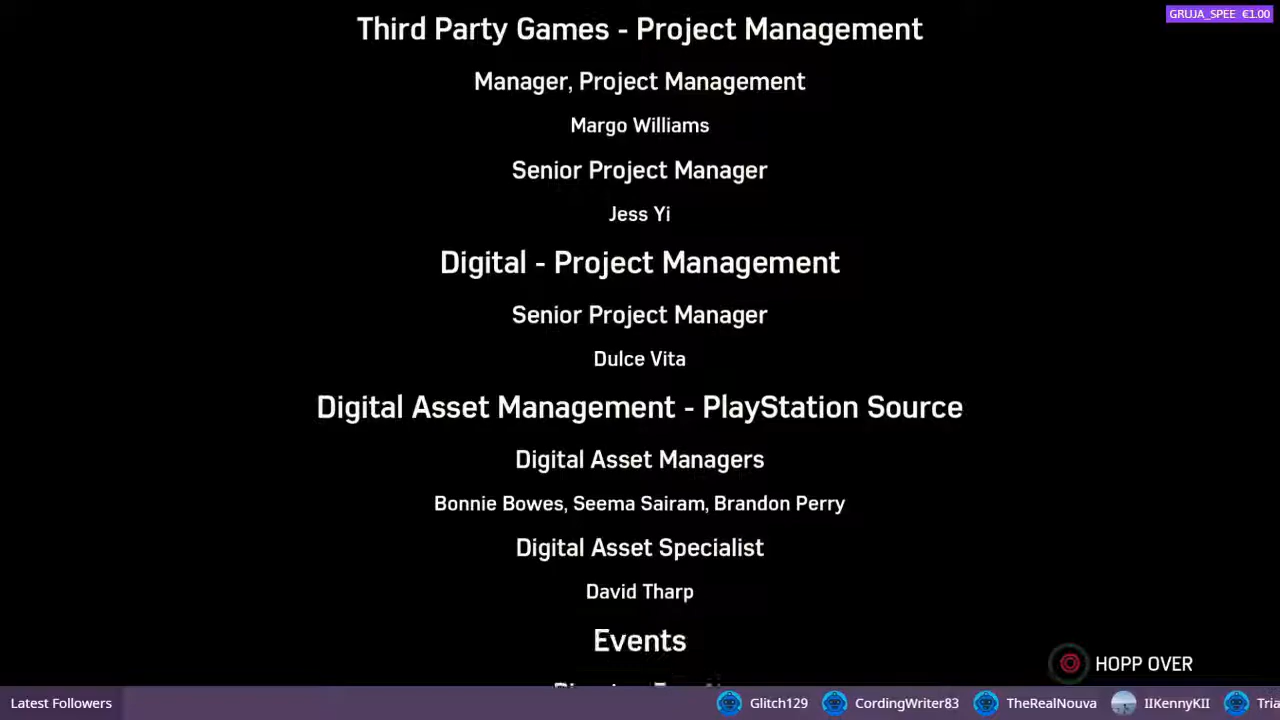 GRUJA_SPEE €1.00
Third Party Games - Project Management
Manager, Project Management
Margo Williams
Senior Project Manager
Jess Yi
Digital - Project Management
Senior Project Manager
Dulce Vita
Digital Asset Management - PlayStation Source
Digital Asset Managers
Bonnie Bowes, Seema Sairam, Brandon Perry
Digital Asset Specialist
David Tharp
Events
HOPP OVER
Latest Followers Glitch129 CordingWriter83 TheRealNouva IIKennyKII Tria